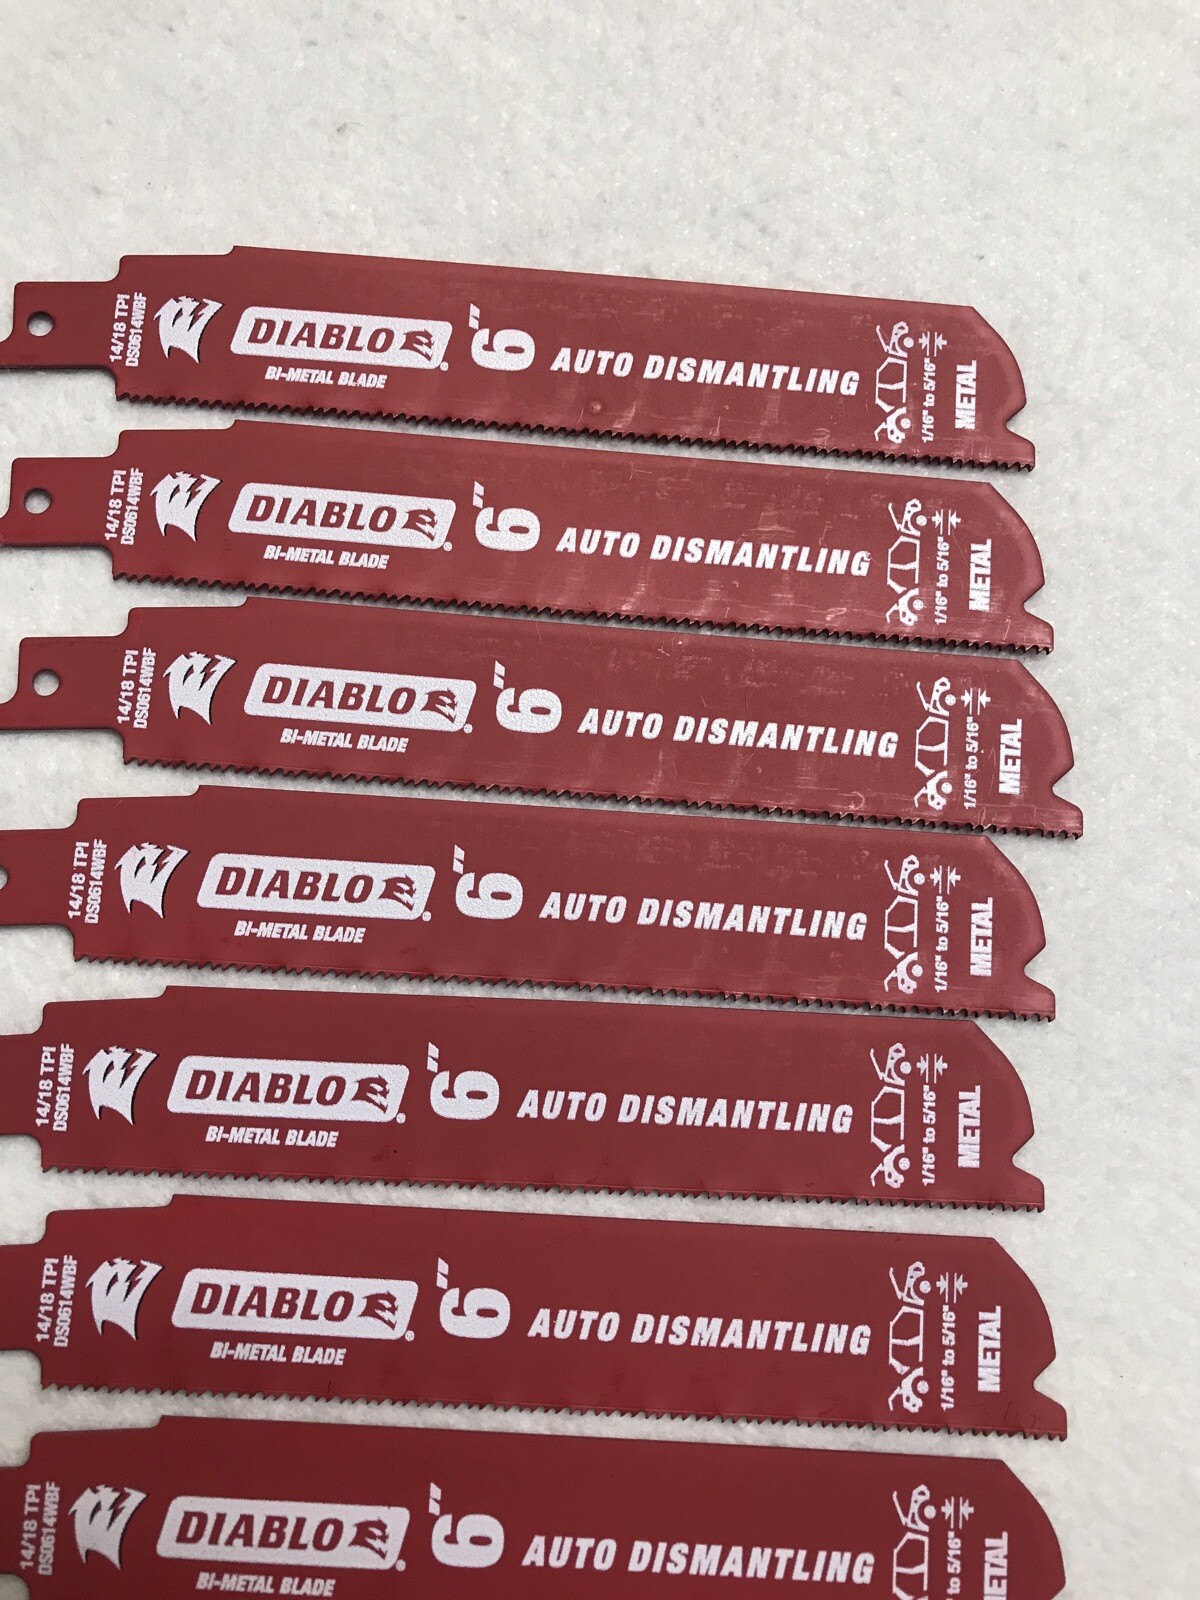 14/18 TPI
DS0614WBF
DIABLO®
BI-METAL BLADE
6"
AUTO DISMANTLING
1/16" to 5/16"
METAL
14/18 TPI
DS0614WBF
DIABLO®
BI-METAL BLADE
6"
AUTO DISMANTLING
1/16" to 5/16"
METAL
14/18 TPI
DS0614WBF
DIABLO®
BI-METAL BLADE
6"
AUTO DISMANTLING
1/16" to 5/16"
METAL
14/18 TPI
DS0614WBF
DIABLO®
BI-METAL BLADE
6"
AUTO DISMANTLING
1/16" to 5/16"
METAL
14/18 TPI
DS0614WBF
DIABLO®
BI-METAL BLADE
6"
AUTO DISMANTLING
1/16" to 5/16"
METAL
14/18 TPI
DS0614WBF
DIABLO®
BI-METAL BLADE
6"
AUTO DISMANTLING
1/16" to 5/16"
METAL
14/18 TPI
DS0614WBF
DIABLO®
BI-METAL BLADE
6"
AUTO DISMANTLING
to 5/16"
ETAL